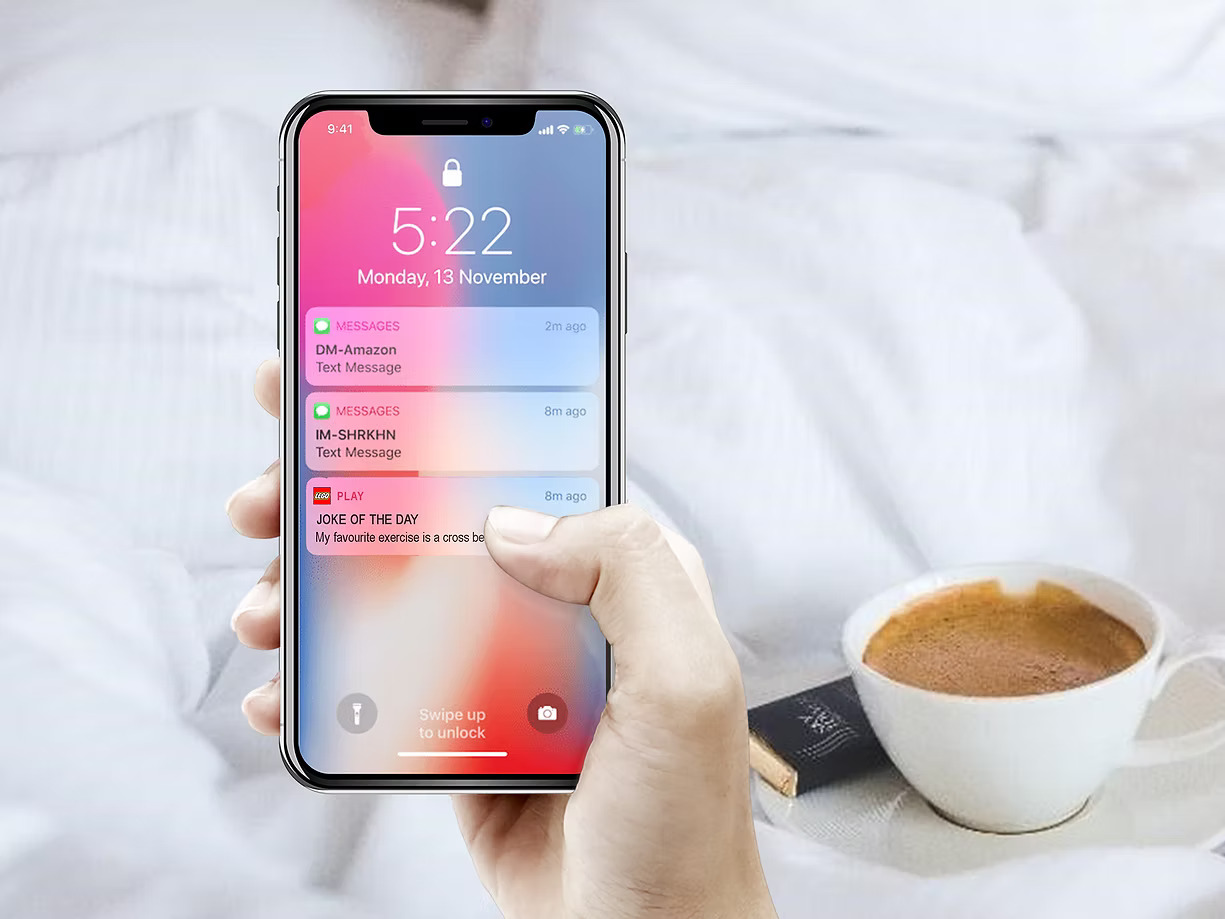 9:41
5:22
Monday, 13 November
MESSAGES 2m ago
DM-Amazon
Text Message
MESSAGES 8m ago
IM-SHRKHN
Text Message
LEGO PLAY 8m ago
JOKE OF THE DAY
My favourite exercise is a cross be
Swipe up
to unlock